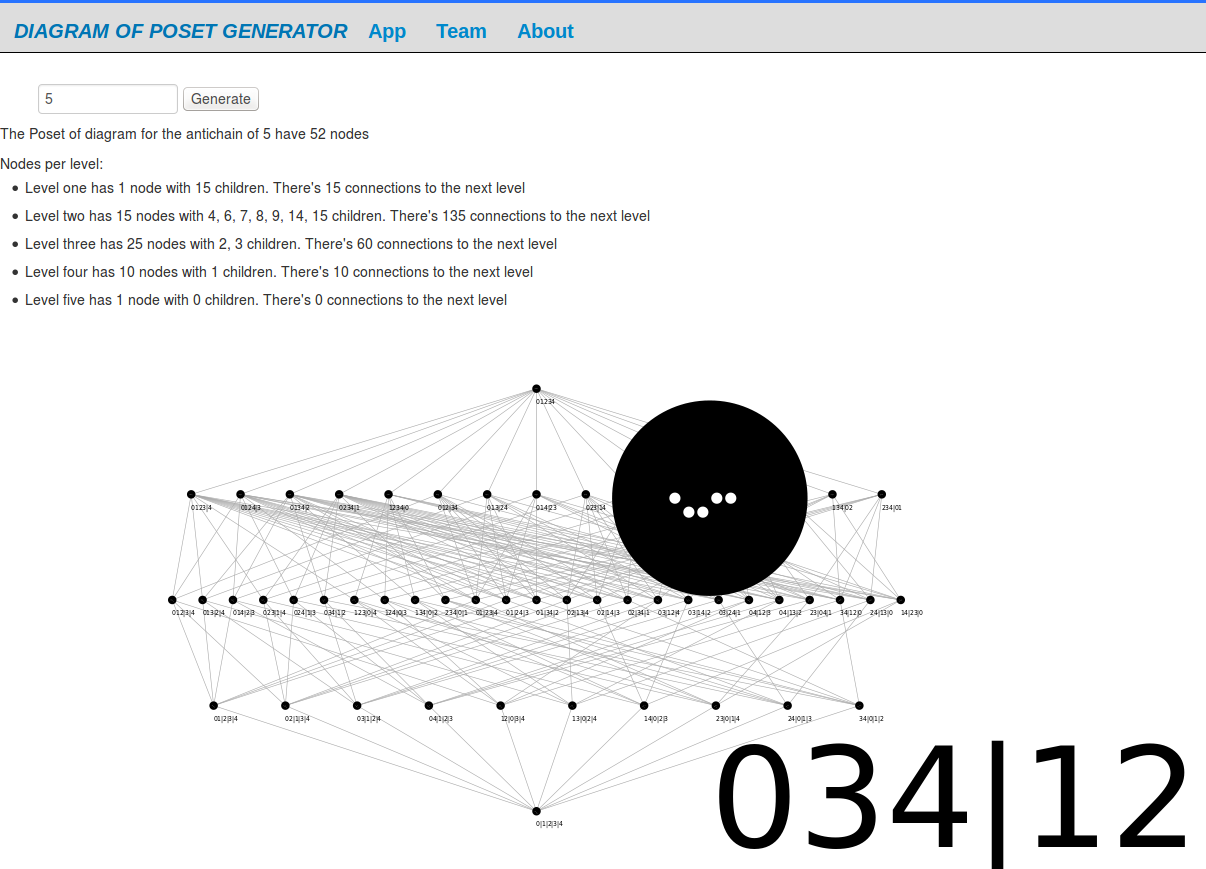 DIAGRAM OF POSET GENERATOR App Team About
5 Generate
The Poset of diagram for the antichain of 5 have 52 nodes
Nodes per level:
Level one has 1 node with 15 children. There's 15 connections to the next level
Level two has 15 nodes with 4, 6, 7, 8, 9, 14, 15 children. There's 135 connections to the next level
Level three has 25 nodes with 2, 3 children. There's 60 connections to the next level
Level four has 10 nodes with 1 children. There's 10 connections to the next level
Level five has 1 node with 0 children. There's 0 connections to the next level
01234
0123|4 0124|3 0134|2 0234|1 1234|0 012|34 013|24 014|23 023|14 134|02 234|01
012|3|4 013|2|4 014|2|3 023|1|4 024|1|3 034|1|2 123|0|4 124|0|3 134|0|2 234|0|1 01|23|4 01|24|3 01|34|2 02|13|4 02|14|3 02|34|1 03|12|4 03|14|2 03|24|1 04|12|3 04|13|2 23|04|1 34|12|0 24|13|0 14|23|0
01|2|3|4 02|1|3|4 03|1|2|4 04|1|2|3 12|0|3|4 13|0|2|4 14|0|2|3 23|0|1|4 24|0|1|3 34|0|1|2
0|1|2|3|4
034|12